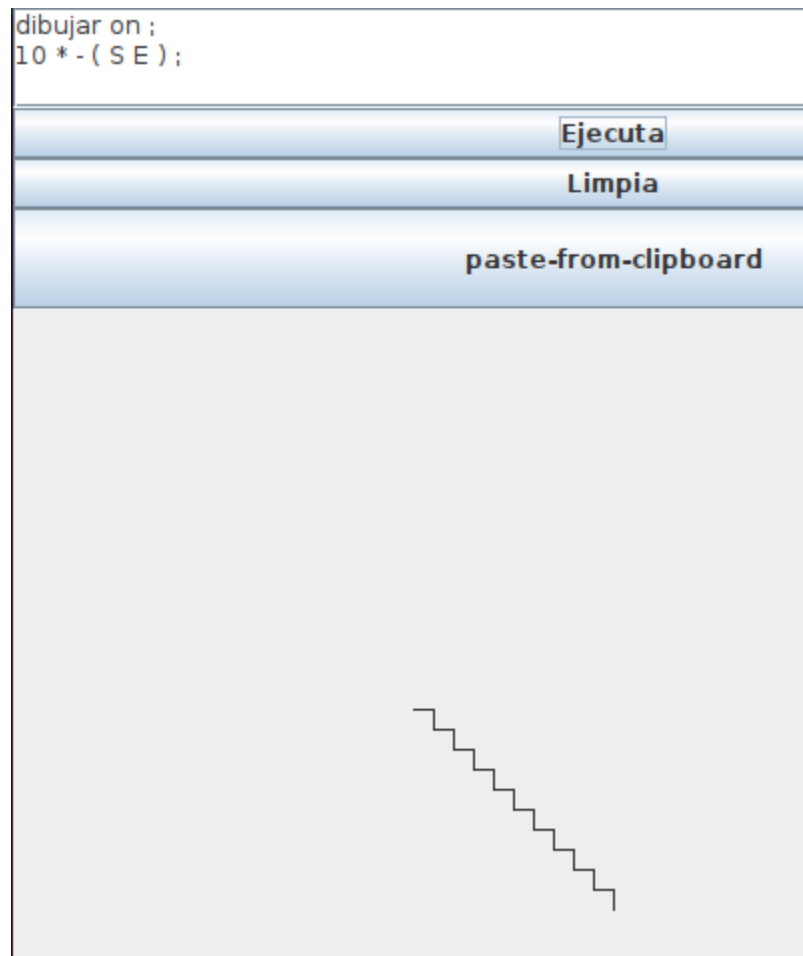 dibujar on ;
10 * - ( S E ) ;
Ejecuta
Limpia
paste-from-clipboard